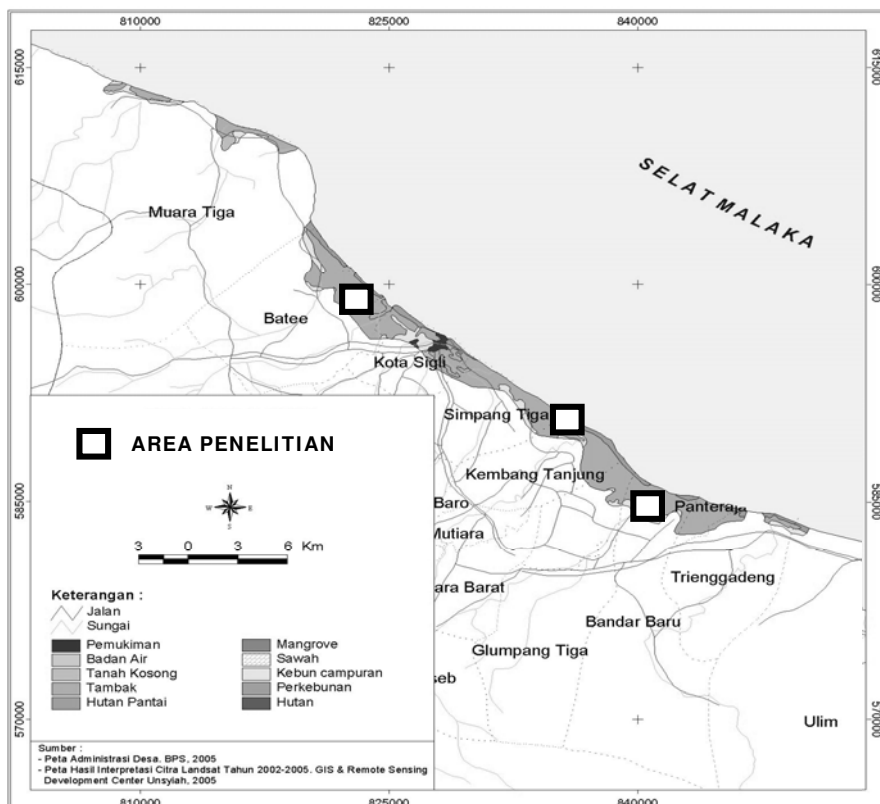 810000 825000 840000
615000 615000
SELAT MALAKA
Muara Tiga
600000 600000
Batee
Kota Sigli
Simpang Tiga
Kembang Tanjung
585000 585000
Baro
Panteraja
Mutiara
Trienggadeng
ara Barat
Bandar Baru
Glumpang Tiga
seb
570000 570000
Ulim
AREA PENELITIAN
N
W E
S
3 0 3 6 Km
Keterangan :
Jalan
Sungai
Pemukiman
Badan Air
Tanah Kosong
Tambak
Hutan Pantai
Mangrove
Sawah
Kebun campuran
Perkebunan
Hutan
Sumber :
- Peta Administrasi Desa. BPS, 2005
- Peta Hasil Interpretasi Citra Landsat Tahun 2002-2005. GIS & Remote Sensing
Development Center Unsyiah, 2005
810000 825000 840000